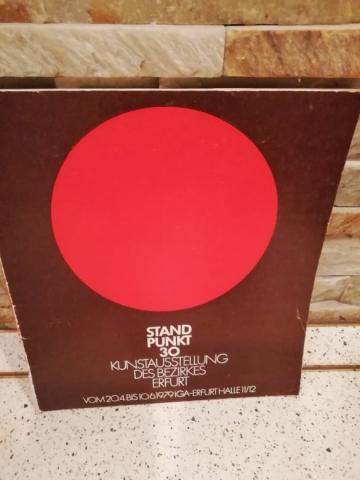 STAND
PUNKT
30
KUNSTAUSSTELLUNG
DES BEZIRKES
ERFURT
VOM 20.4. BIS 10.6.1979 IGA-ERFURT HALLE 11/12